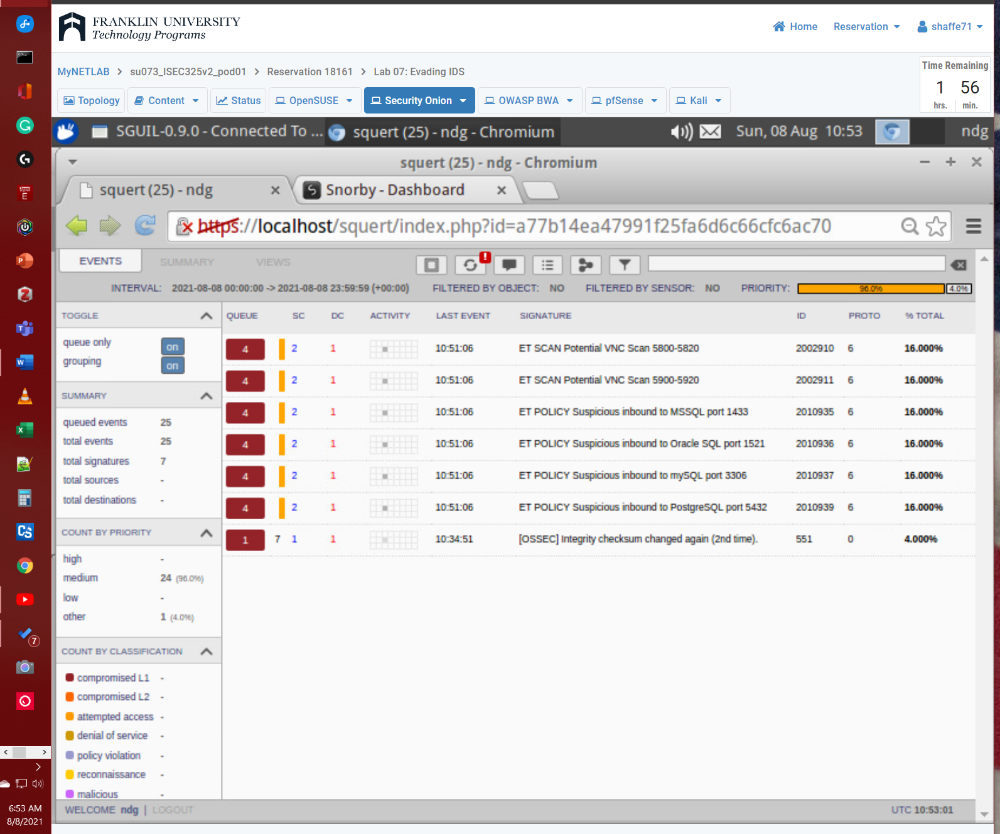 FRANKLIN UNIVERSITY
Technology Programs
Home Reservation shaffe71
MyNETLAB > su073_ISEC325v2_pod01 > Reservation 18161 > Lab 07: Evading IDS
Time Remaining
1 56
hrs. min.
Topology Content Status OpenSUSE Security Onion OWASP BWA pfSense Kali
SGUIL-0.9.0 - Connected To ... squert (25) - ndg - Chromium Sun, 08 Aug 10:53 ndg
squert (25) - ndg - Chromium
squert (25) - ndg Snorby - Dashboard
https://localhost/squert/index.php?id=a77b14ea47991f25fa6d6c66cfc6ac70
EVENTS SUMMARY VIEWS
INTERVAL: 2021-08-08 00:00:00 -> 2021-08-08 23:59:59 (+00:00) FILTERED BY OBJECT: NO FILTERED BY SENSOR: NO PRIORITY: 96.0% 4.0%
TOGGLE
queue only on
grouping on
SUMMARY
queued events 25
total events 25
total signatures 7
total sources -
total destinations -
COUNT BY PRIORITY
high -
medium 24 (96.0%)
low -
other 1 (4.0%)
COUNT BY CLASSIFICATION
compromised L1 -
compromised L2 -
attempted access -
denial of service -
policy violation -
reconnaissance -
malicious -
QUEUE SC DC ACTIVITY LAST EVENT SIGNATURE ID PROTO % TOTAL
4 2 1 10:51:06 ET SCAN Potential VNC Scan 5800-5820 2002910 6 16.000%
4 2 1 10:51:06 ET SCAN Potential VNC Scan 5900-5920 2002911 6 16.000%
4 2 1 10:51:06 ET POLICY Suspicious inbound to MSSQL port 1433 2010935 6 16.000%
4 2 1 10:51:06 ET POLICY Suspicious inbound to Oracle SQL port 1521 2010936 6 16.000%
4 2 1 10:51:06 ET POLICY Suspicious inbound to mySQL port 3306 2010937 6 16.000%
4 2 1 10:51:06 ET POLICY Suspicious inbound to PostgreSQL port 5432 2010939 6 16.000%
1 7 1 1 10:34:51 [OSSEC] Integrity checksum changed again (2nd time). 551 0 4.000%
WELCOME ndg | LOGOUT UTC 10:53:01
7
6:53 AM
8/8/2021